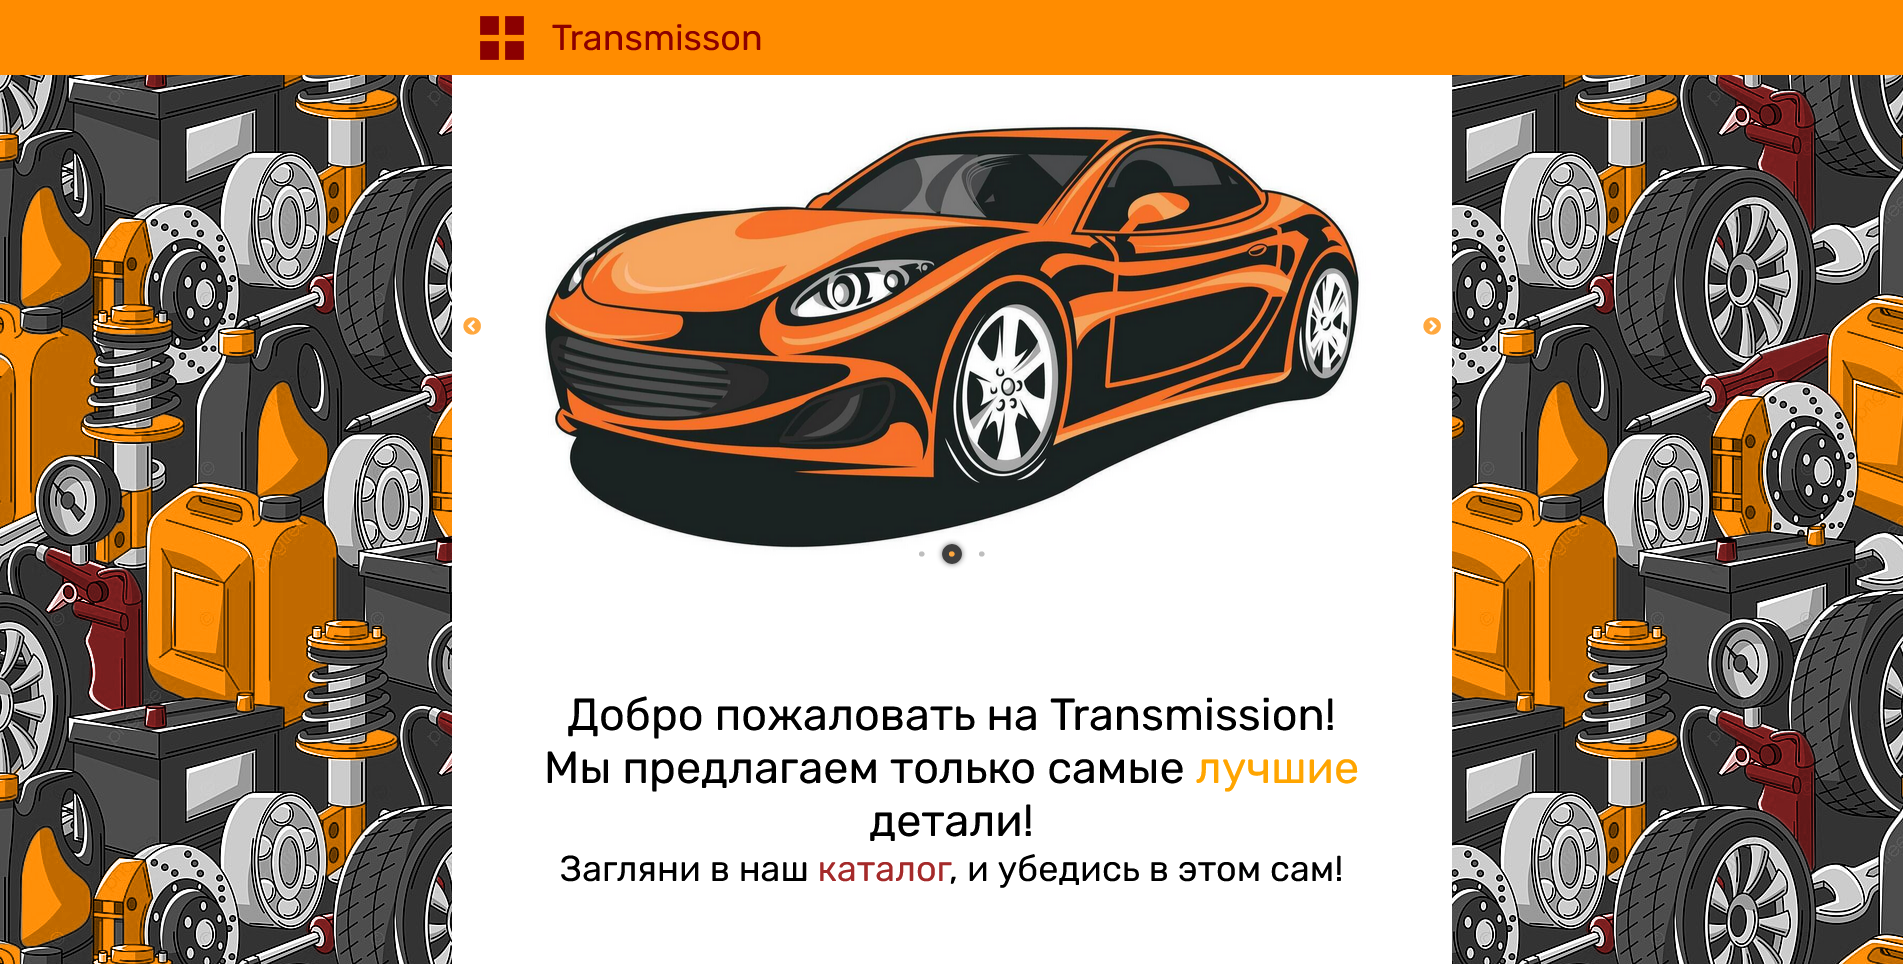 Transmisson
Добро пожаловать на Transmission!
Мы предлагаем только самые лучшие
детали!
Загляни в наш каталог, и убедись в этом сам!